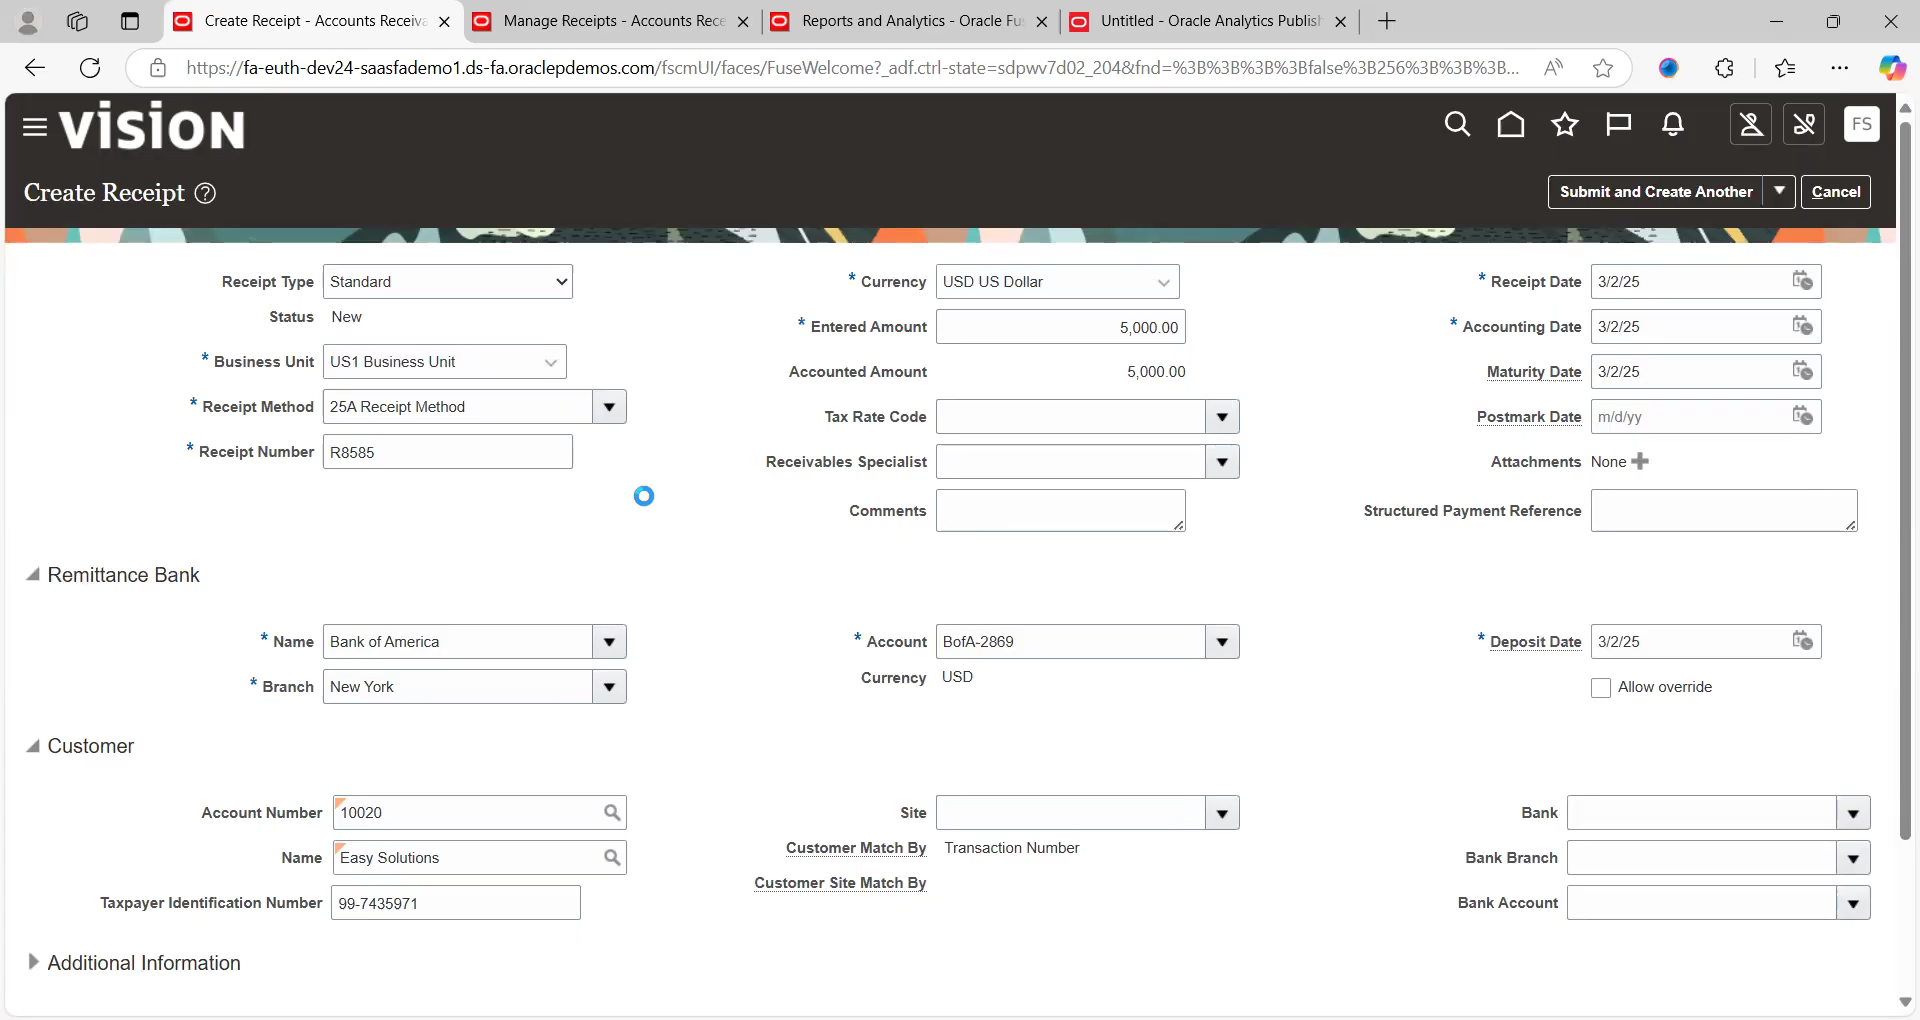 Create Receipt - Accounts Receiva
Manage Receipts - Accounts Rece
Reports and Analytics - Oracle Fu
Untitled - Oracle Analytics Publish
https://fa-euth-dev24-saasfademo1.ds-fa.oraclepdemos.com/fscmUI/faces/FuseWelcome?_adf.ctrl-state=sdpwv7d02_204&fnd=%3B%3B%3B%3Bfalse%3B256%3B%3B%3B...
VISION
FS
Create Receipt
Submit and Create Another
Cancel
Receipt Type Standard
* Currency USD US Dollar
* Receipt Date 3/2/25
Status New
* Entered Amount 5,000.00
* Accounting Date 3/2/25
* Business Unit US1 Business Unit
Accounted Amount 5,000.00
Maturity Date 3/2/25
* Receipt Method 25A Receipt Method
Tax Rate Code
Postmark Date m/d/yy
* Receipt Number R8585
Receivables Specialist
Attachments None
Comments
Structured Payment Reference
Remittance Bank
* Name Bank of America
* Account BofA-2869
* Deposit Date 3/2/25
* Branch New York
Currency USD
Allow override
Customer
Account Number 10020
Site
Bank
Name Easy Solutions
Customer Match By Transaction Number
Bank Branch
Customer Site Match By
Taxpayer Identification Number 99-7435971
Bank Account
Additional Information